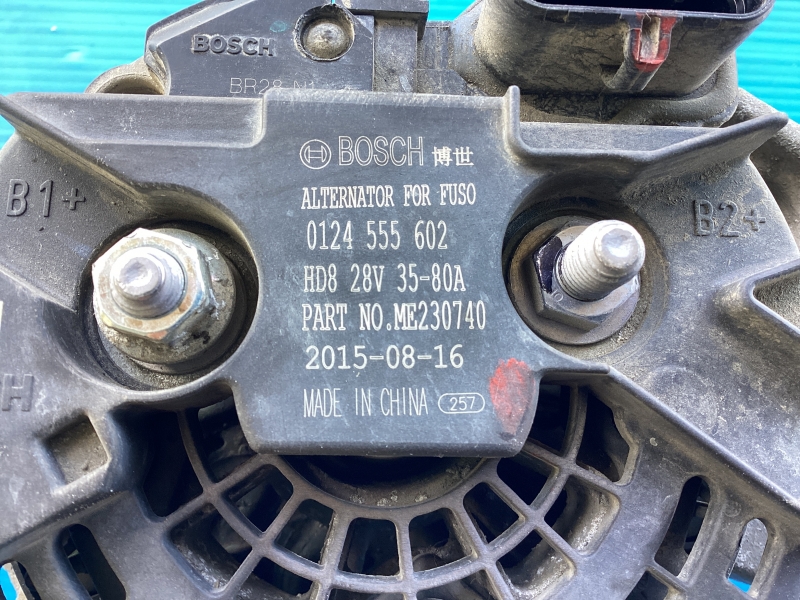 BOSCH
BR28-N1
BOSCH 博世
ALTERNATOR FOR FUSO
0124 555 602
HD8 28V 35-80A
PART NO.ME230740
2015-08-16
MADE IN CHINA 257
B1+
B2+
H